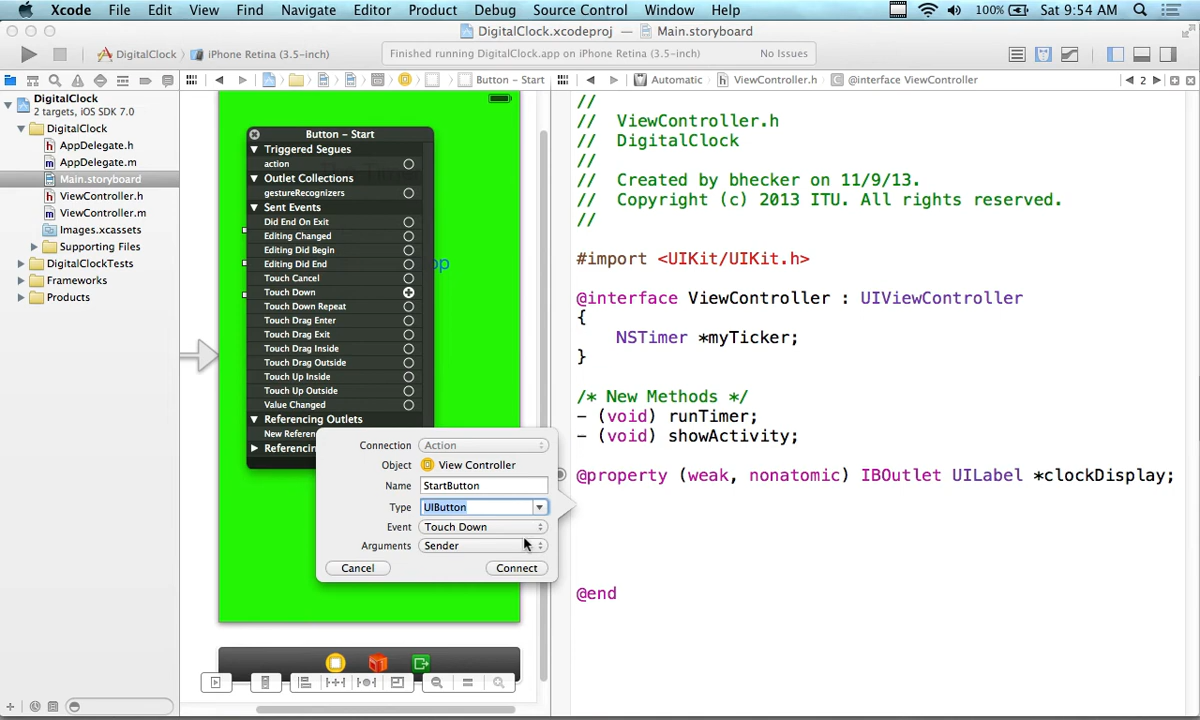 Xcode File Edit View Find Navigate Editor Product Debug Source Control Window Help 100% Sat 9:54 AM
DigitalClock.xcodeproj — Main.storyboard
DigitalClock iPhone Retina (3.5-inch) Finished running DigitalClock.app on iPhone Retina (3.5-inch) No Issues
Button - Start Automatic ViewController.h @interface ViewController 2
DigitalClock
2 targets, iOS SDK 7.0
DigitalClock
AppDelegate.h
AppDelegate.m
Main.storyboard
ViewController.h
ViewController.m
Images.xcassets
Supporting Files
DigitalClockTests
Frameworks
Products
Button - Start
Triggered Segues
action
Outlet Collections
gestureRecognizers
Sent Events
Did End On Exit
Editing Changed
Editing Did Begin
Editing Did End
Touch Cancel
Touch Down
Touch Down Repeat
Touch Drag Enter
Touch Drag Exit
Touch Drag Inside
Touch Drag Outside
Touch Up Inside
Touch Up Outside
Value Changed
Referencing Outlets
New Referen
Referencing
op
Connection Action
Object View Controller
Name StartButton
Type UIButton
Event Touch Down
Arguments Sender
Cancel Connect
//
// ViewController.h
// DigitalClock
//
// Created by bhecker on 11/9/13.
// Copyright (c) 2013 ITU. All rights reserved.
//
#import <UIKit/UIKit.h>
@interface ViewController : UIViewController
{
NSTimer *myTicker;
}
/* New Methods */
- (void) runTimer;
- (void) showActivity;
@property (weak, nonatomic) IBOutlet UILabel *clockDisplay;
@end